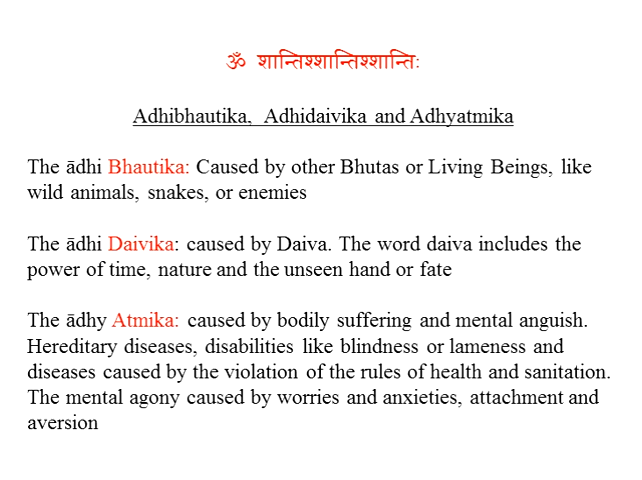 ॐ शान्तिश्शान्तिश्शान्तिः
Adhibhautika, Adhidaivika and Adhyatmika
The ādhi Bhautika: Caused by other Bhutas or Living Beings, like
wild animals, snakes, or enemies
The ādhi Daivika: caused by Daiva. The word daiva includes the
power of time, nature and the unseen hand or fate
The ādhy Atmika: caused by bodily suffering and mental anguish.
Hereditary diseases, disabilities like blindness or lameness and
diseases caused by the violation of the rules of health and sanitation.
The mental agony caused by worries and anxieties, attachment and
aversion